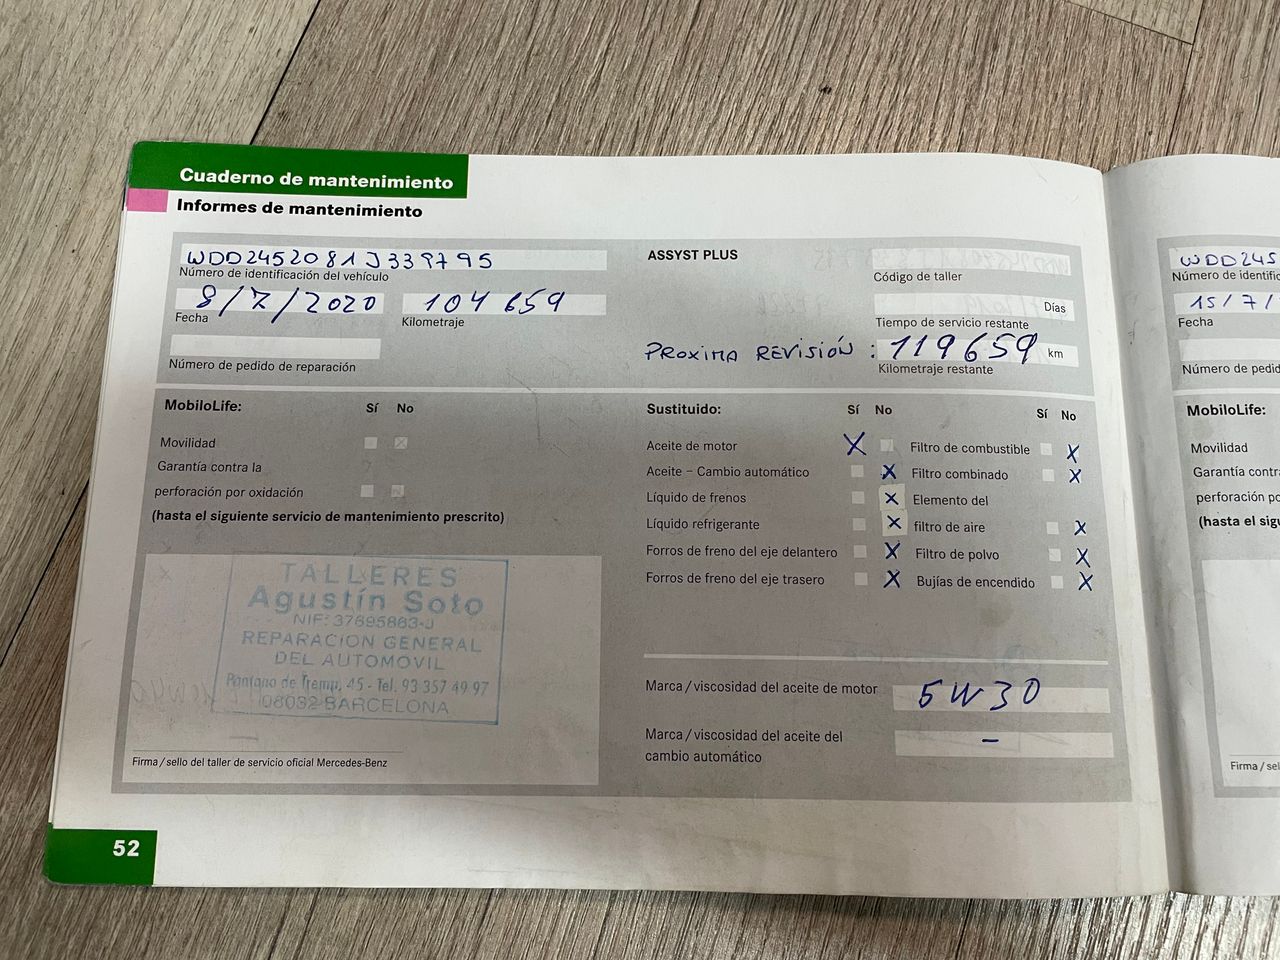 Cuaderno de mantenimiento
Informes de mantenimiento
WDD2452081J339795
Número de identificación del vehículo
8/7/2020 104 659
Fecha Kilometraje
Número de pedido de reparación
ASSYST PLUS
Código de taller
Días
Tiempo de servicio restante
PROXIMA REVISIÓN : 119659 km
Kilometraje restante
MobiloLife: Sí No
Movilidad
Garantía contra la
perforación por oxidación
(hasta el siguiente servicio de mantenimiento prescrito)
TALLERES
Agustín Soto
NIF: 37695863-J
REPARACION GENERAL
DEL AUTOMOVIL
Pantano de Tremp, 45 - Tel. 93 357 49 97
08032 BARCELONA
Firma / sello del taller de servicio oficial Mercedes-Benz
Sustituido: Sí No Sí No
Aceite de motor X Filtro de combustible X
Aceite – Cambio automático X Filtro combinado X
Líquido de frenos X Elemento del
Líquido refrigerante X filtro de aire X
Forros de freno del eje delantero X Filtro de polvo X
Forros de freno del eje trasero X Bujías de encendido X
Marca / viscosidad del aceite de motor 5W30
Marca / viscosidad del aceite del
cambio automático –
52
WDD245
Número de identific
15/7/
Fecha
Número de pedid
MobiloLife:
Movilidad
Garantía contra
perforación po
(hasta el sigu
Firma / sel